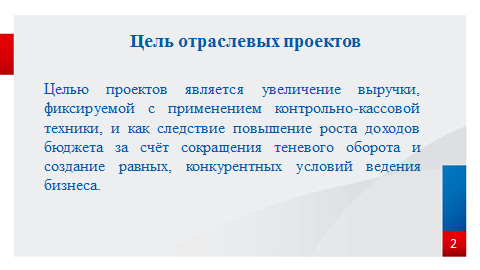 Цель отраслевых проектов
Целью проектов является увеличение выручки,
фиксируемой с применением контрольно-кассовой
техники, и как следствие повышение роста доходов
бюджета за счёт сокращения теневого оборота и
создание равных, конкурентных условий ведения
бизнеса.
2